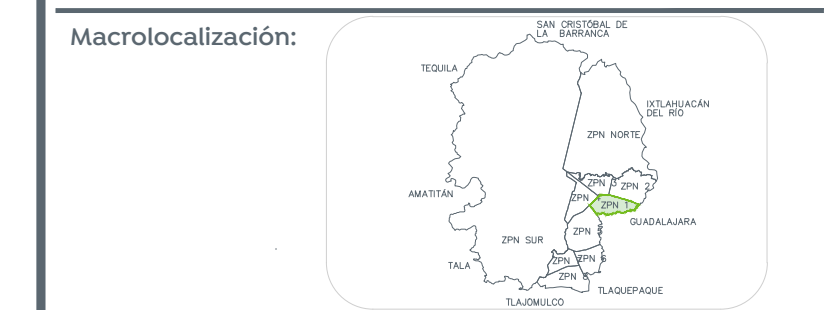 Macrolocalización:
SAN CRISTÓBAL DE
LA BARRANCA
TEQUILA
IXTLAHUACÁN
DEL RÍO
ZPN NORTE
ZPN 3
ZPN 2
AMATITÁN
ZPN
ZPN 1
GUADALAJARA
ZPN 5
ZPN SUR
ZPN
ZPN 6
TALA
ZPN 8
TLAQUEPAQUE
TLAJOMULCO